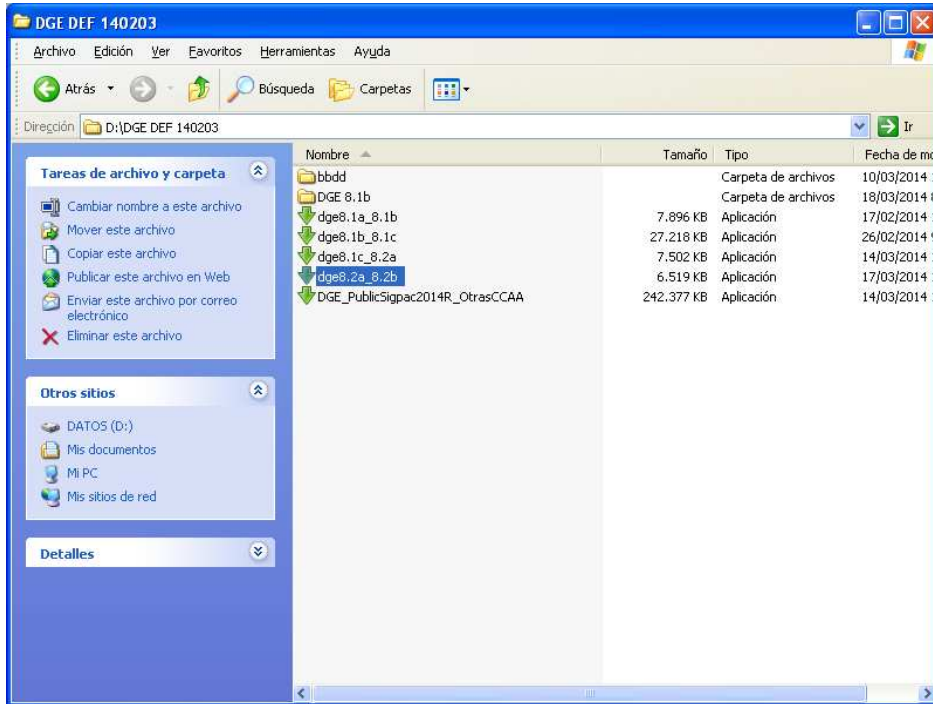 DGE DEF 140203
Archivo Edición Ver Favoritos Herramientas Ayuda
Atrás Búsqueda Carpetas
Dirección D:\DGE DEF 140203 Ir
Tareas de archivo y carpeta
Cambiar nombre a este archivo
Mover este archivo
Copiar este archivo
Publicar este archivo en Web
Enviar este archivo por correo
electrónico
Eliminar este archivo
Otros sitios
DATOS (D:)
Mis documentos
Mi PC
Mis sitios de red
Detalles
Nombre Tamaño Tipo Fecha de mo
bbdd Carpeta de archivos 10/03/2014
DGE 8.1b Carpeta de archivos 18/03/2014
dge8.1a_8.1b 7.896 KB Aplicación 17/02/2014
dge8.1b_8.1c 27.218 KB Aplicación 26/02/2014
dge8.1c_8.2a 7.502 KB Aplicación 14/03/2014
dge8.2a_8.2b 6.519 KB Aplicación 17/03/2014
DGE_PublicSigpac2014R_OtrasCCAA 242.377 KB Aplicación 14/03/2014